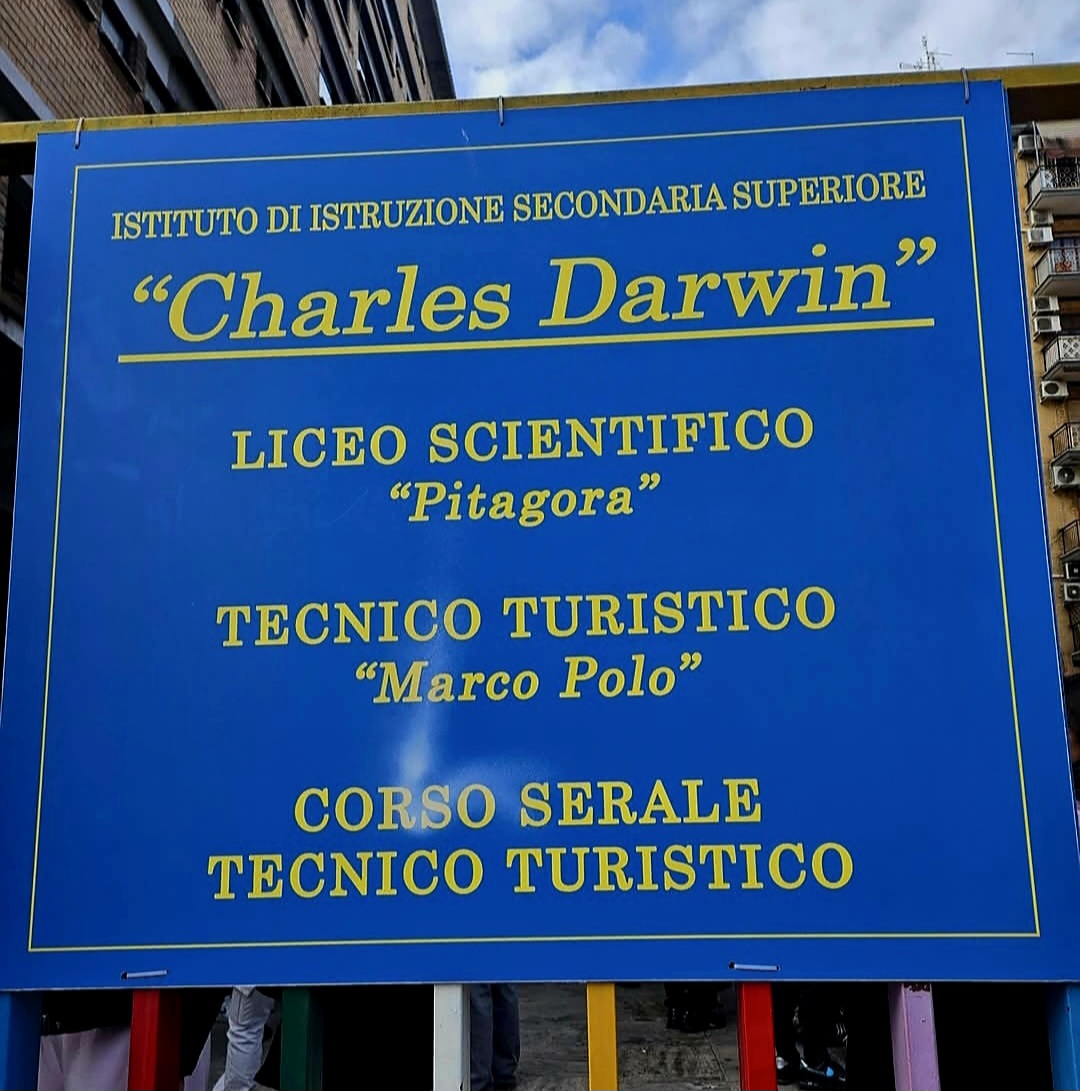 ISTITUTO DI ISTRUZIONE SECONDARIA SUPERIORE
“Charles Darwin”
LICEO SCIENTIFICO
“Pitagora”
TECNICO TURISTICO
“Marco Polo”
CORSO SERALE
TECNICO TURISTICO